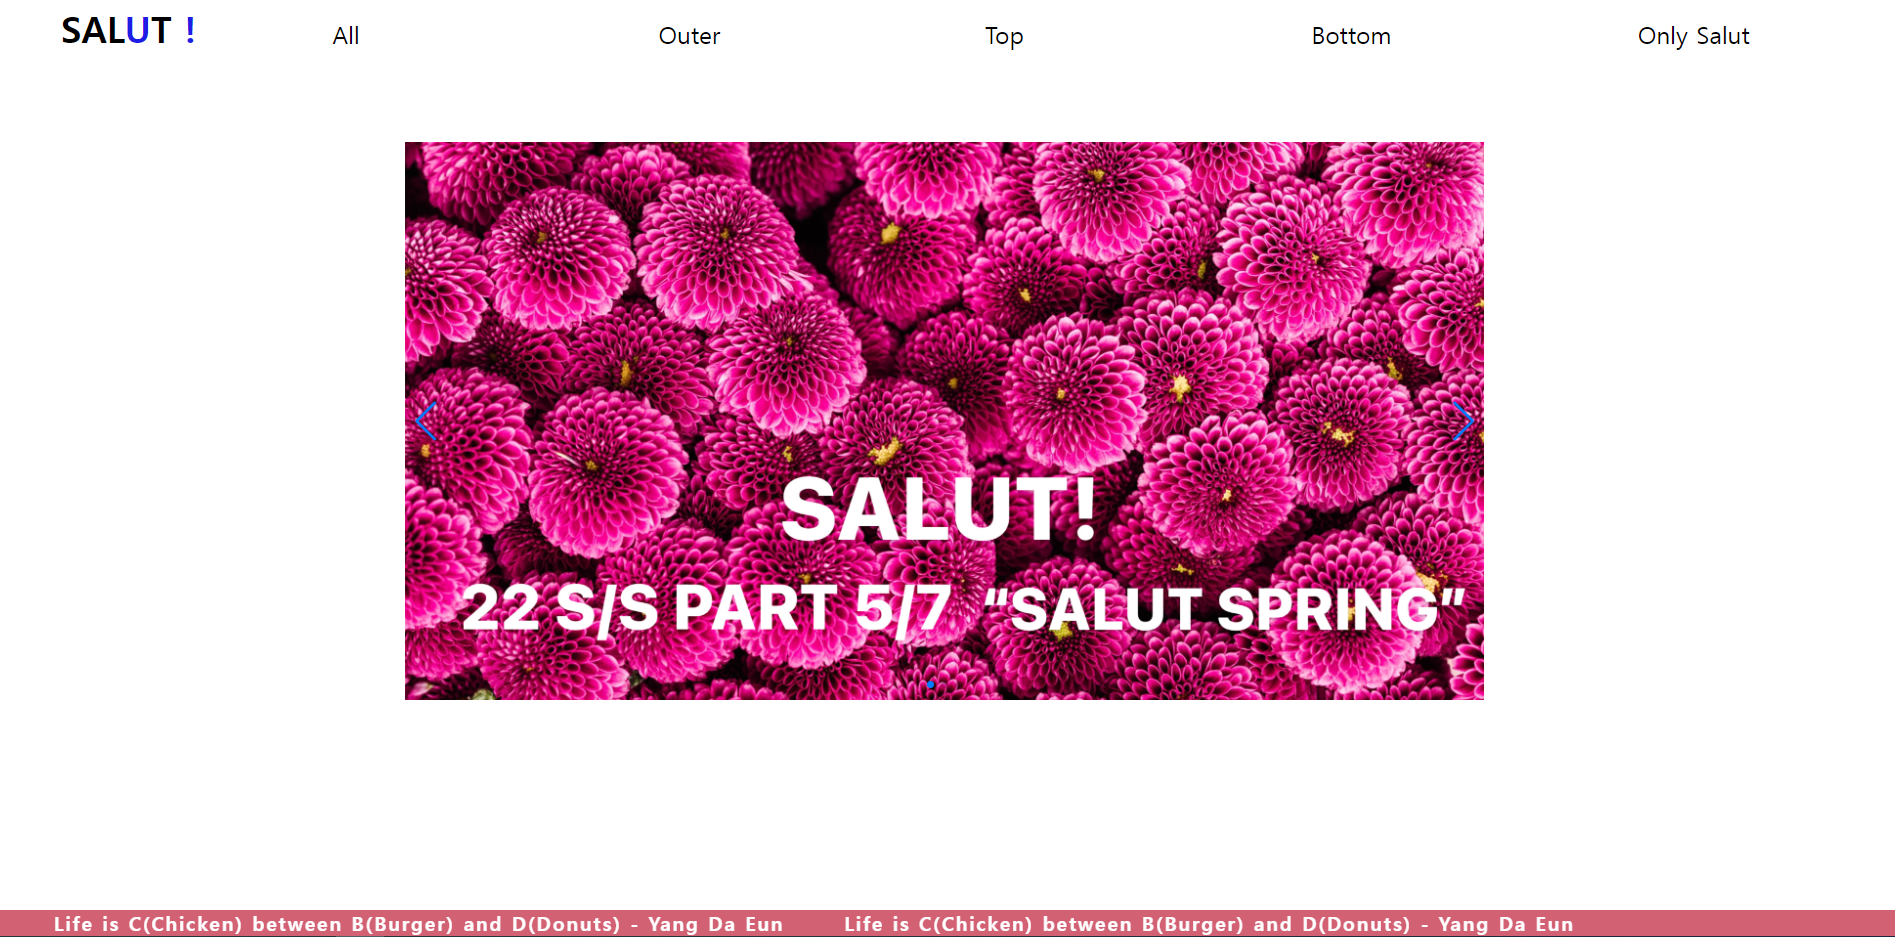 SALUT ! All Outer Top Bottom Only Salut
SALUT!
22 S/S PART 5/7 “SALUT SPRING”
Life is C(Chicken) between B(Burger) and D(Donuts) - Yang Da Eun Life is C(Chicken) between B(Burger) and D(Donuts) - Yang Da Eun